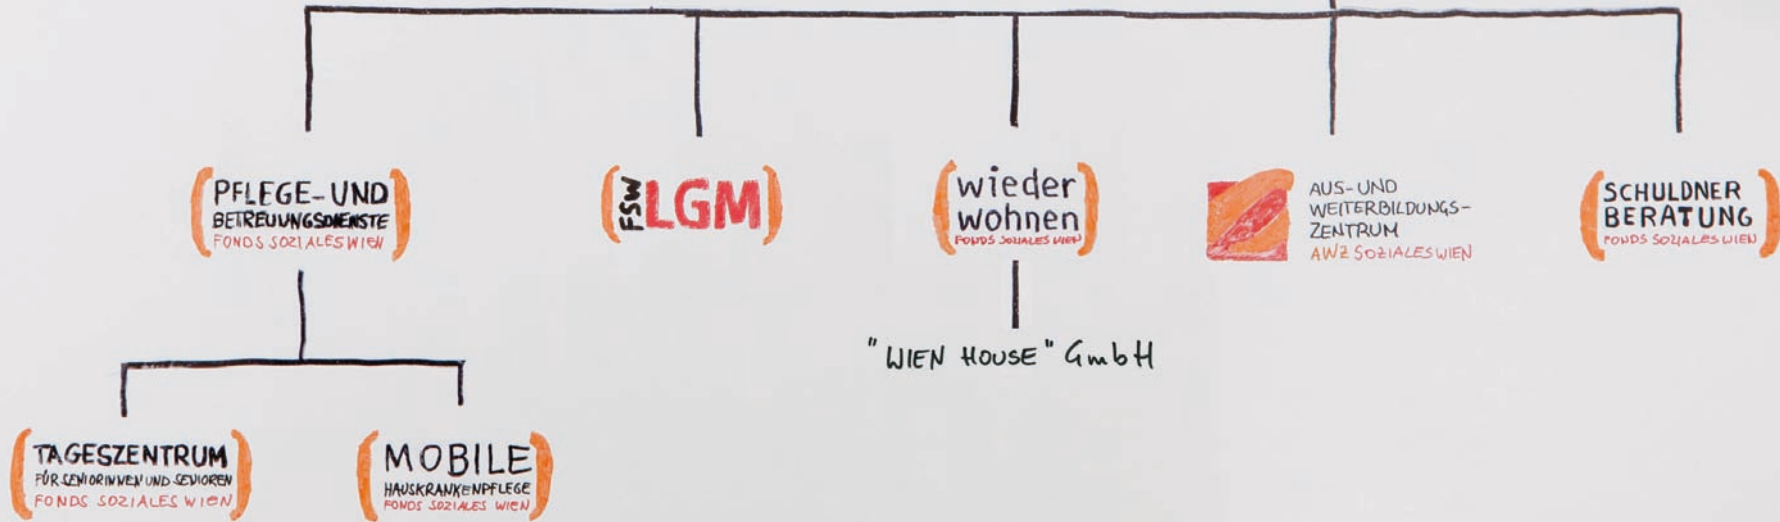 PFLEGE-UND
BETREUUNGSDIENSTE
FONDS SOZIALES WIEN
FSW LGM
wieder
wohnen
FONDS SOZIALES WIEN
AUS-UND
WEITERBILDUNGS-
ZENTRUM
AWZ SOZIALES WIEN
SCHULDNER
BERATUNG
FONDS SOZIALES WIEN
"WIEN HOUSE" GmbH
TAGESZENTRUM
FÜR SENIORINNEN UND SENIOREN
FONDS SOZIALES WIEN
MOBILE
HAUSKRANKENPFLEGE
FONDS SOZIALES WIEN